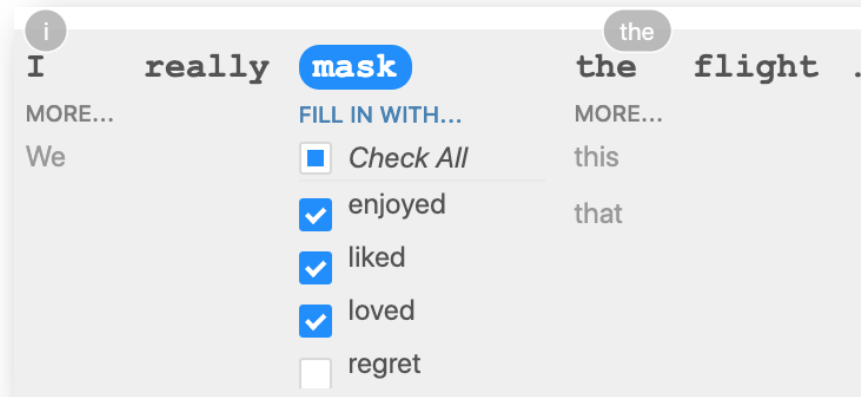 i the
I really mask the flight .
MORE... FILL IN WITH... MORE...
We Check All this
enjoyed that
liked
loved
regret